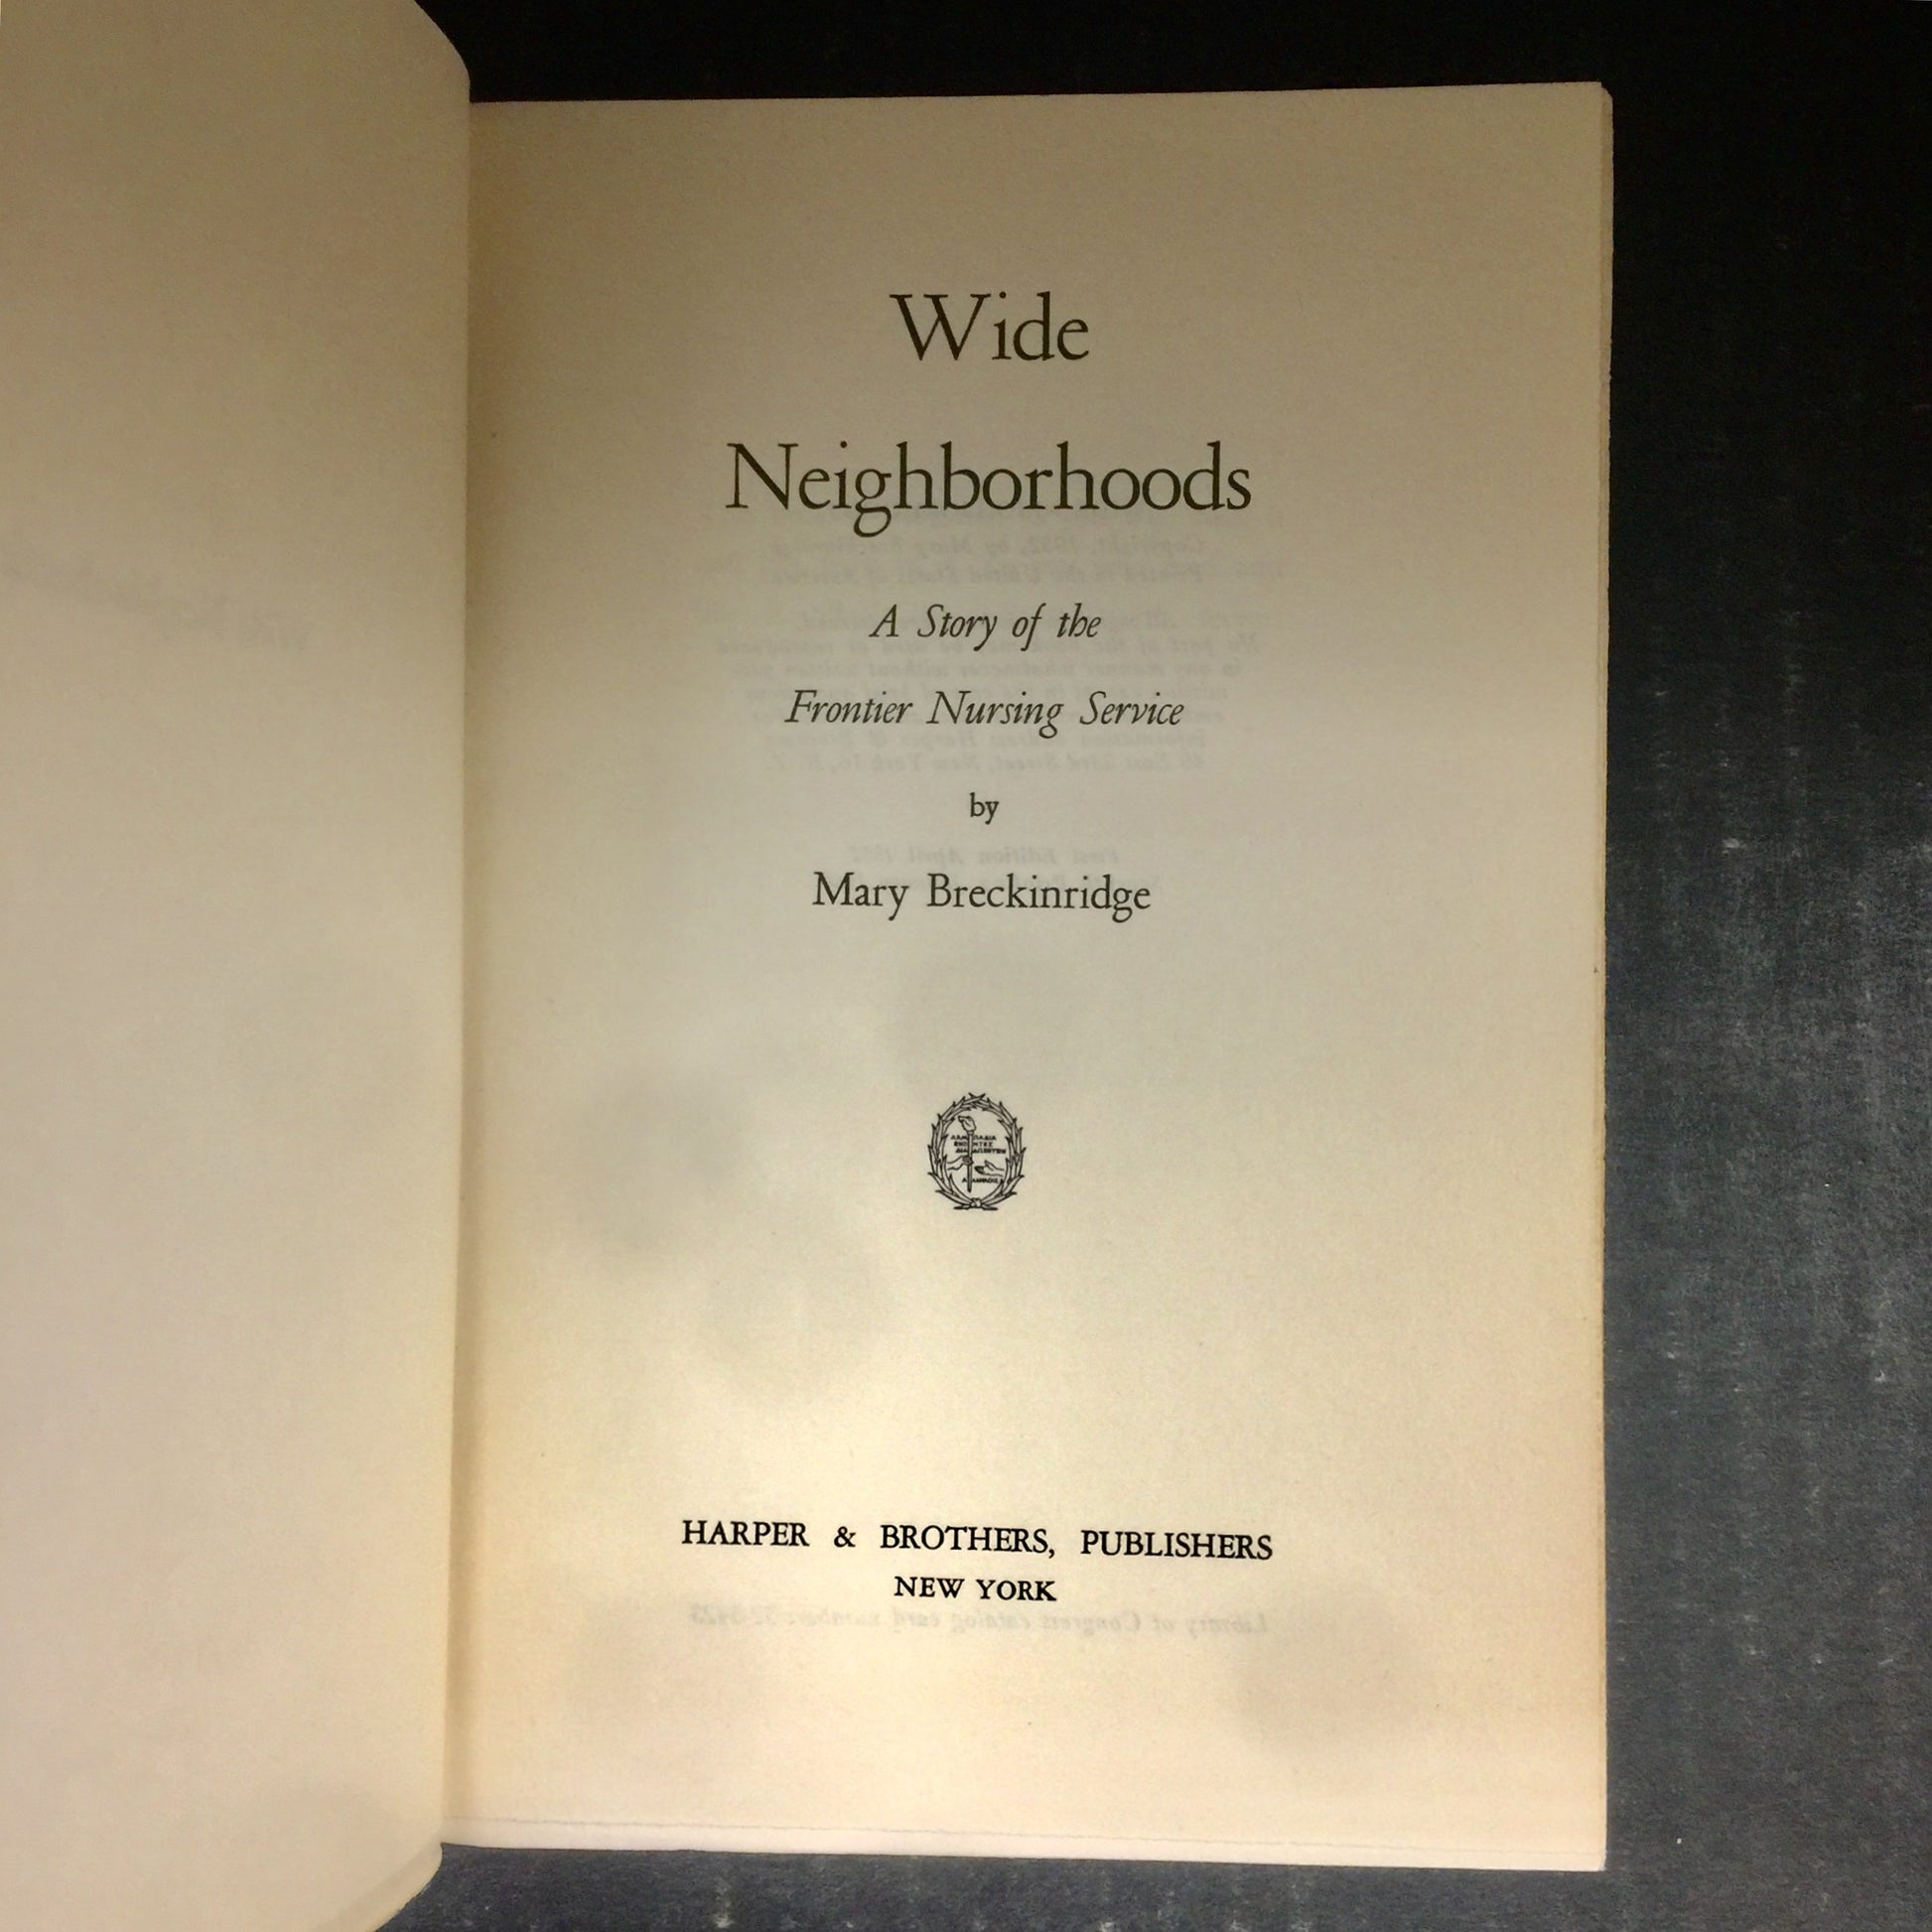 Wide
Neighborhoods
A Story of the
Frontier Nursing Service
by
Mary Breckinridge
HARPER & BROTHERS, PUBLISHERS
NEW YORK